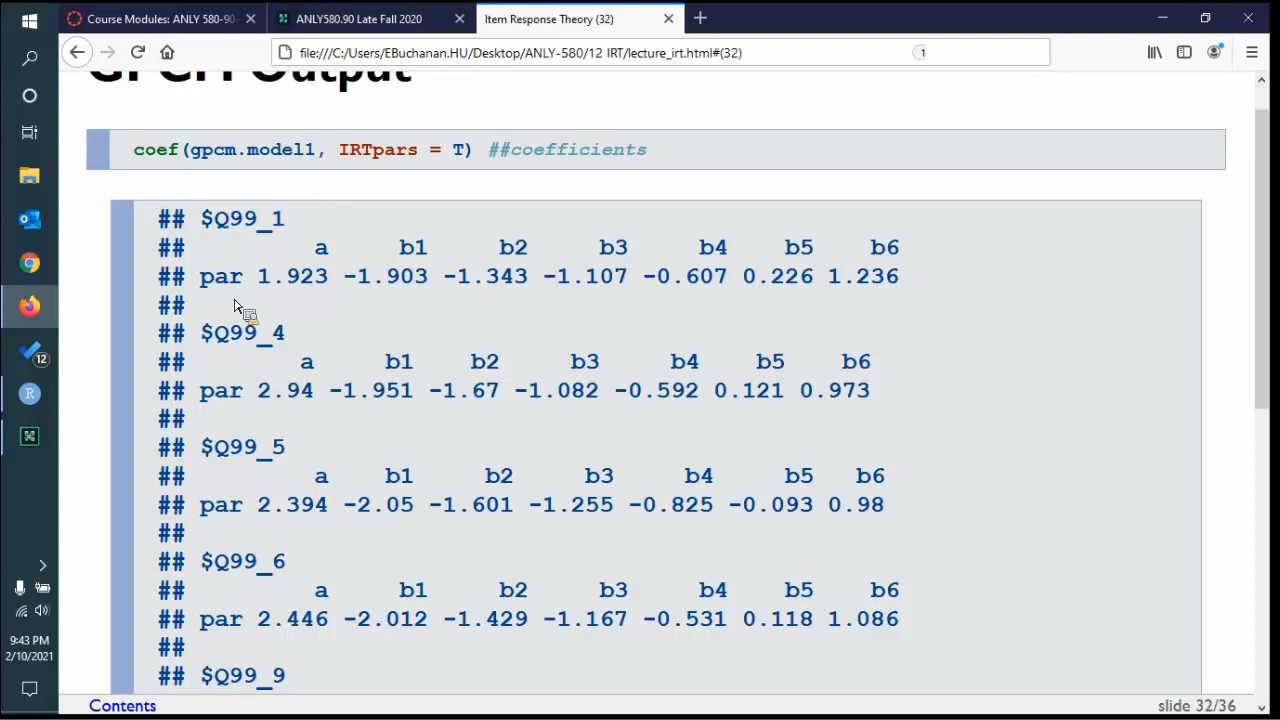 Course Modules: ANLY 580-90-
ANLY580.90 Late Fall 2020
Item Response Theory (32)
file:///C:/Users/EBuchanan.HU/Desktop/ANLY-580/12 IRT/lecture_irt.html#(32)
1
GPCM Output
coef(gpcm.model1, IRTpars = T) ##coefficients
## $Q99_1
## a b1 b2 b3 b4 b5 b6
## par 1.923 -1.903 -1.343 -1.107 -0.607 0.226 1.236
##
## $Q99_4
## a b1 b2 b3 b4 b5 b6
## par 2.94 -1.951 -1.67 -1.082 -0.592 0.121 0.973
##
## $Q99_5
## a b1 b2 b3 b4 b5 b6
## par 2.394 -2.05 -1.601 -1.255 -0.825 -0.093 0.98
##
## $Q99_6
## a b1 b2 b3 b4 b5 b6
## par 2.446 -2.012 -1.429 -1.167 -0.531 0.118 1.086
##
## $Q99_9
12
R
9:43 PM
2/10/2021
Contents
slide 32/36